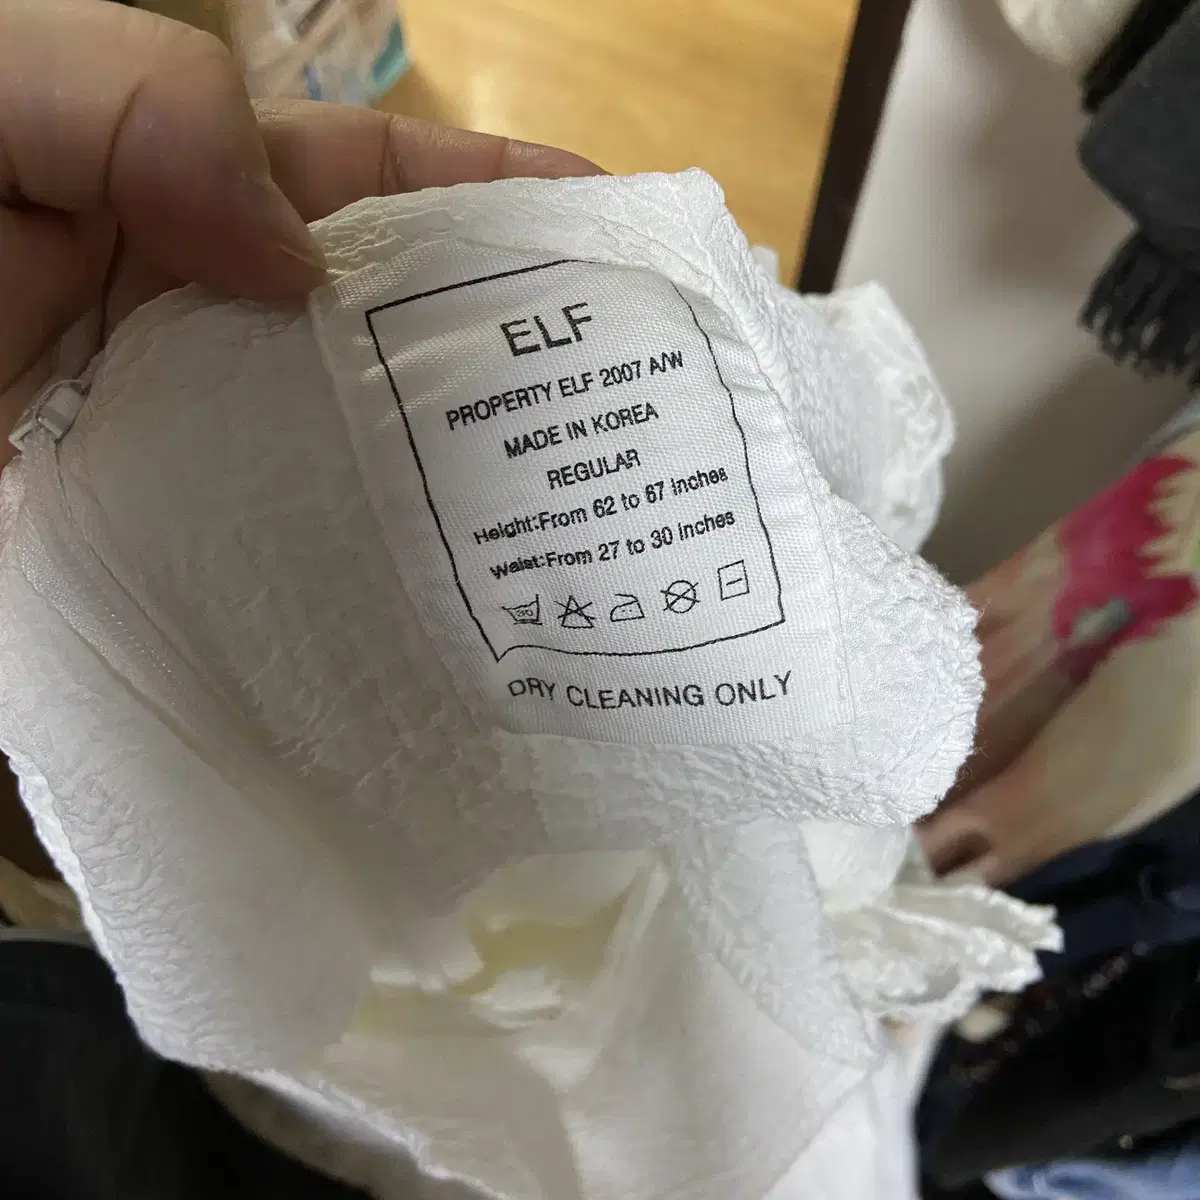 ELF
PROPERTY ELF 2007 A/W
MADE IN KOREA
REGULAR
Height:From 62 to 67 inches
waist:From 27 to 30 inches
30
DRY CLEANING ONLY